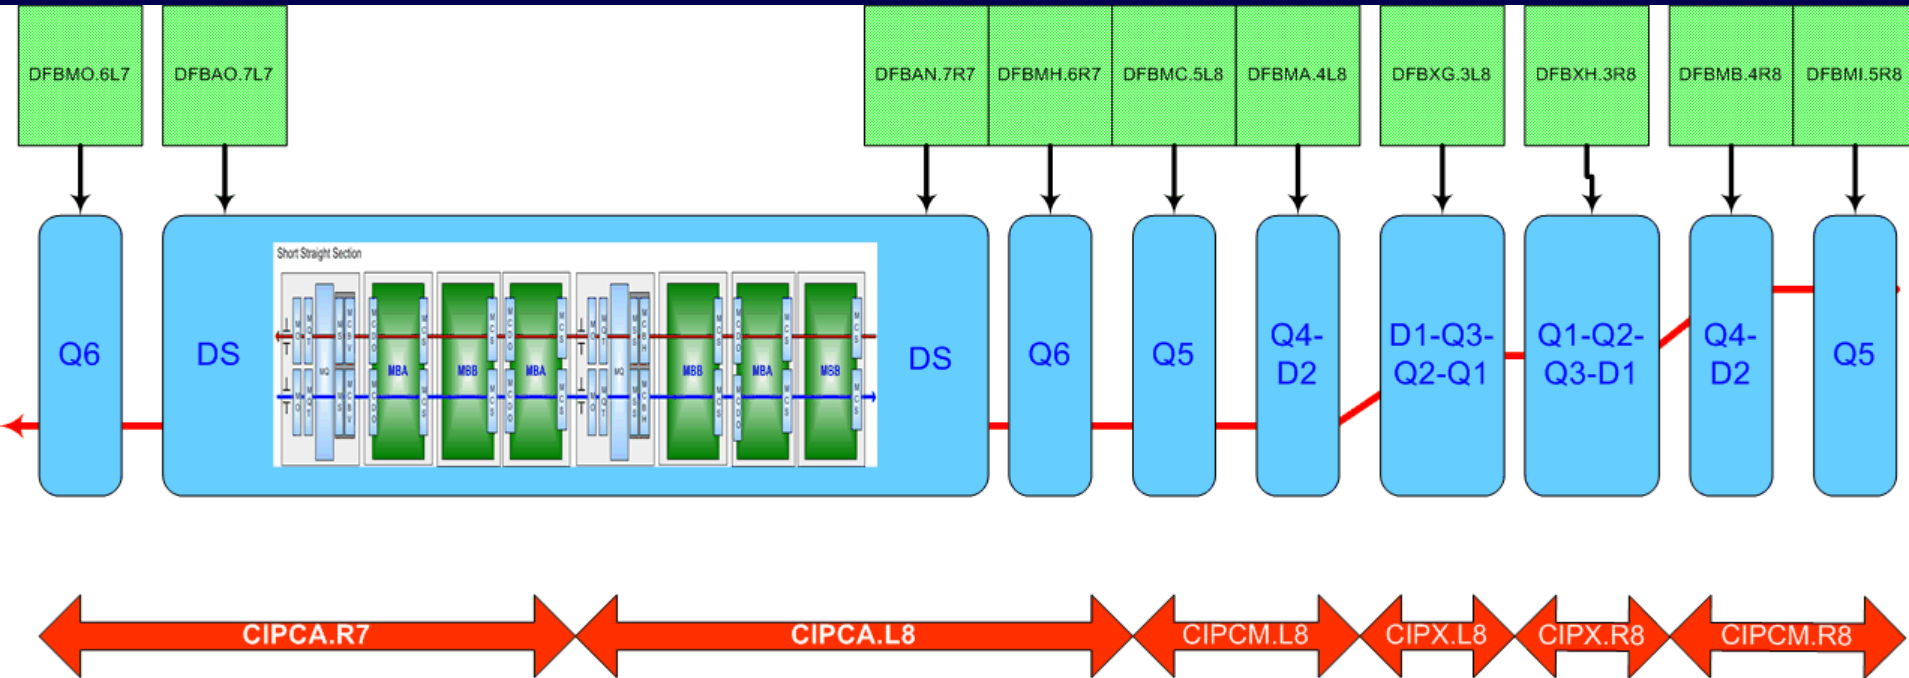 DFBMO.6L7
DFBAO.7L7
DFBAN.7R7
DFBMH.6R7
DFBMC.5L8
DFBMA.4L8
DFBXG.3L8
DFBXH.3R8
DFBMB.4R8
DFBMI.5R8
Q6
DS
Short Straight Section
MQ
MBA
MBB
MBA
MQ
MBB
MBA
MBB
DS
Q6
Q5
Q4-
D2
D1-Q3-
Q2-Q1
Q1-Q2-
Q3-D1
Q4-
D2
Q5
CIPCA.R7
CIPCA.L8
CIPCM.L8
CIPX.L8
CIPX.R8
CIPCM.R8